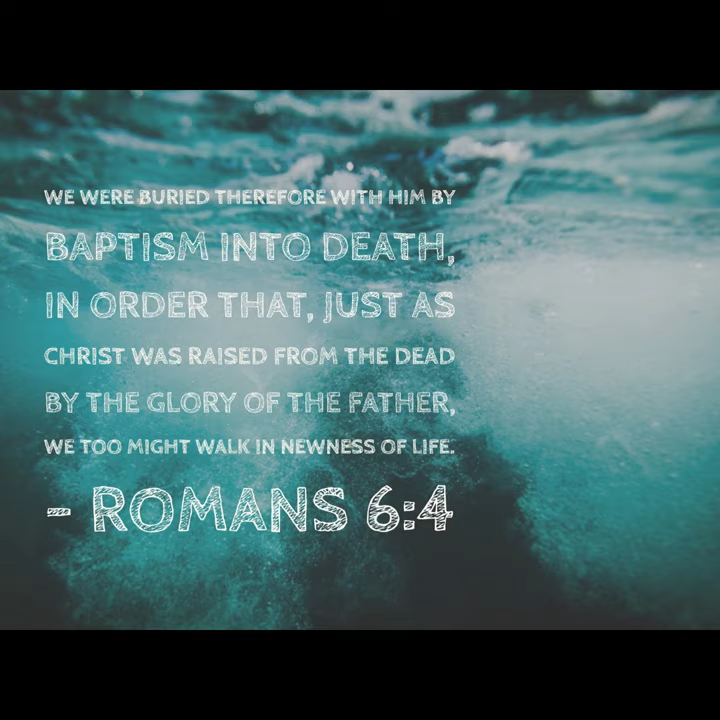 WE WERE BURIED THEREFORE WITH HIM BY
BAPTISM INTO DEATH,
IN ORDER THAT, JUST AS
CHRIST WAS RAISED FROM THE DEAD
BY THE GLORY OF THE FATHER,
WE TOO MIGHT WALK IN NEWNESS OF LIFE.
- ROMANS 6:4